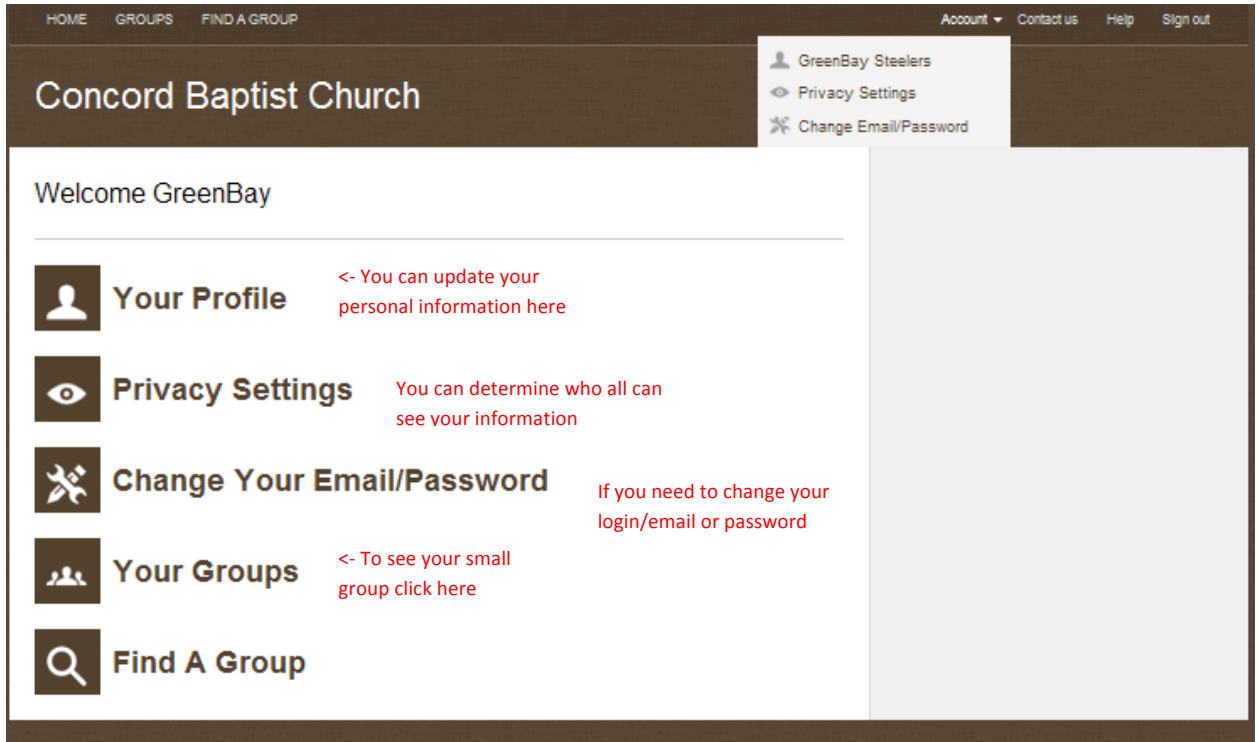 HOME GROUPS FIND A GROUP Account Contact us Help Sign out
GreenBay Steelers
Privacy Settings
Change Email/Password
Concord Baptist Church
Welcome GreenBay
Your Profile
<- You can update your
personal information here
Privacy Settings
You can determine who all can
see your information
Change Your Email/Password
If you need to change your
login/email or password
Your Groups
<- To see your small
group click here
Find A Group